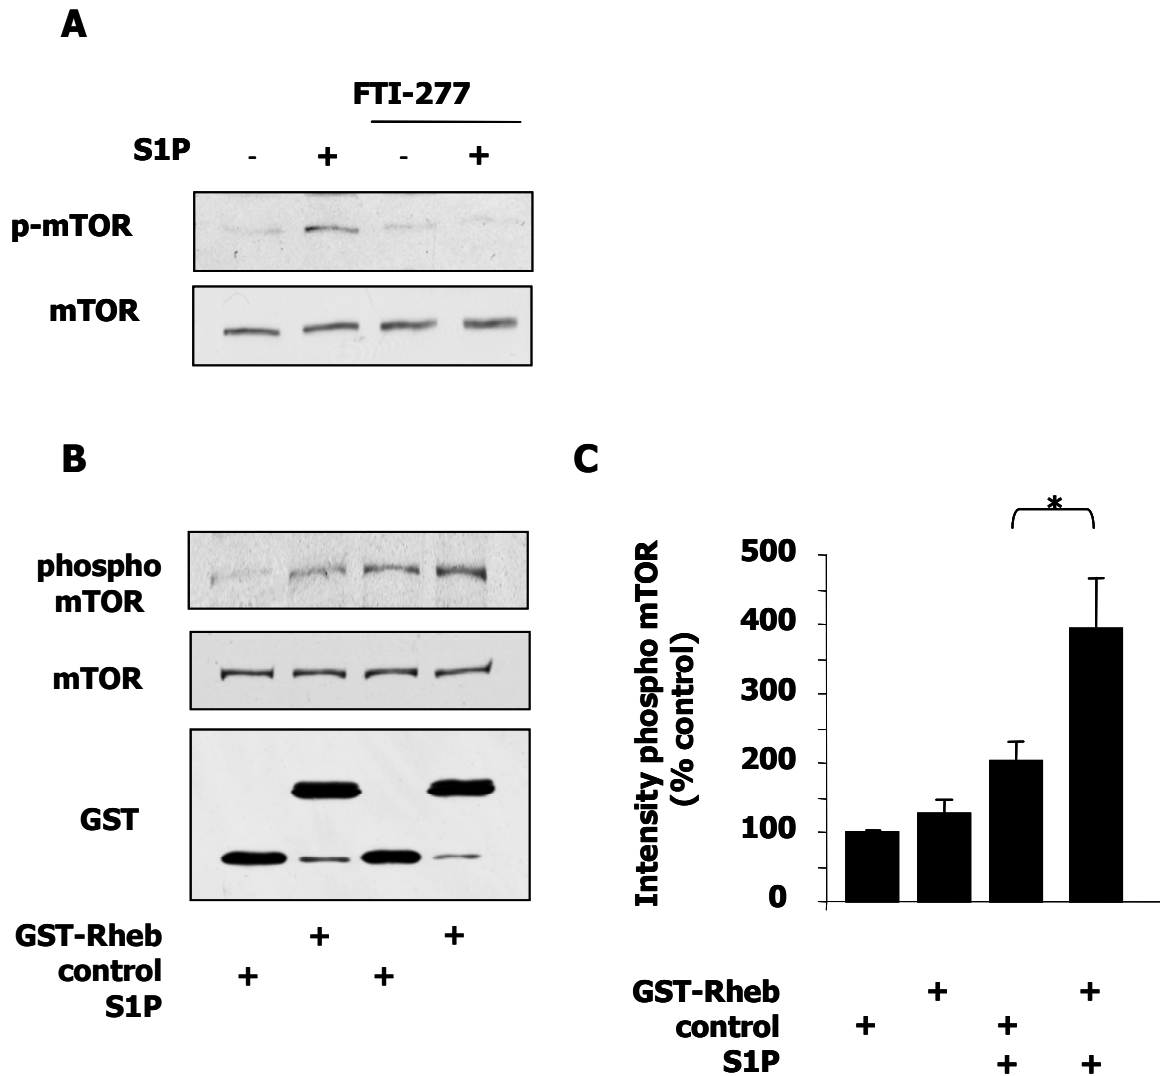 A
FTI-277
S1P - + - +
p-mTOR
mTOR
B
phospho
mTOR
mTOR
GST
GST-Rheb + +
control + +
S1P
C
*
Intensity phospho mTOR
(% control)
500
400
300
200
100
0
GST-Rheb + +
control + +
S1P + +